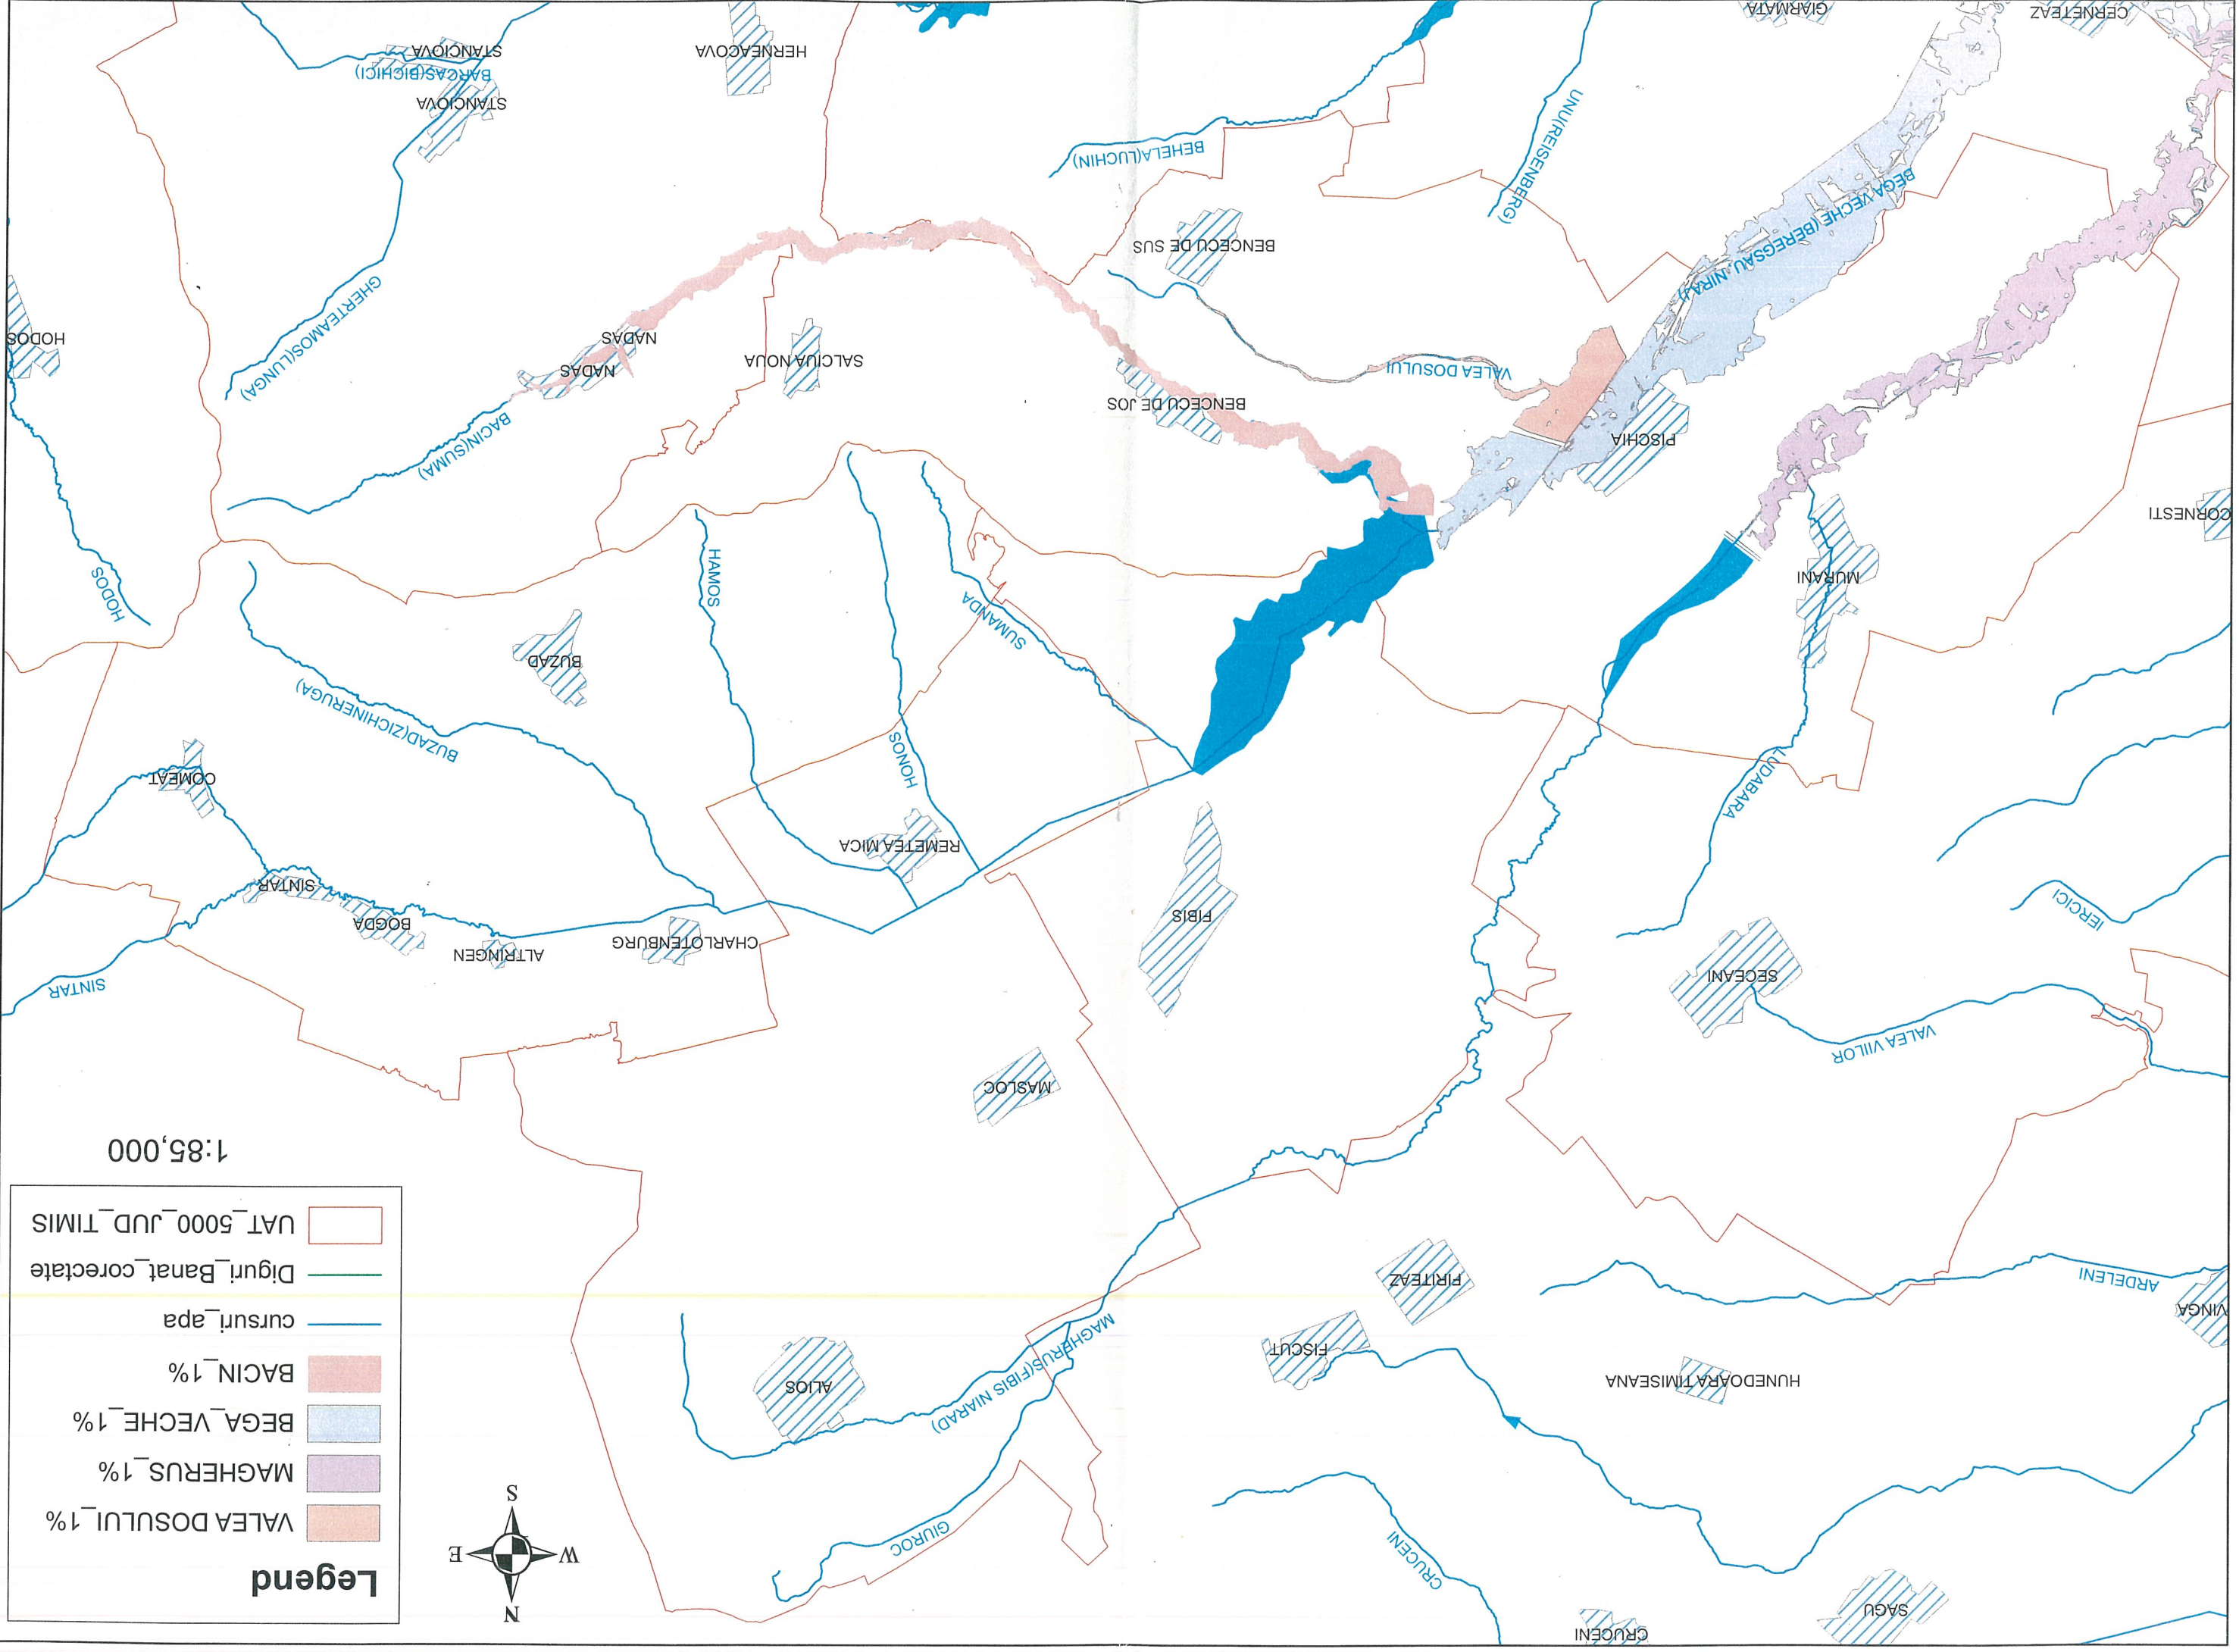 CRUCENI
SAGU
CRUCENI
GIUROC
N
W
E
S
Legend
VALEA DOSULUI_1%
MAGHERUS_1%
BEGA_VECHE_1%
BACIN_1%
cursuri_apa
Diguri_Banat_corectate
UAT_5000_JUD_TIMIS
1:85,000
HUNEDOARA TIMISEANA
FISCUT
ALIOS
MAGHERUS(FIBIS NIARAD)
VINGA
ARDELENI
FIRITEAZ
MASLOC
VALEA VIILOR
SECEANI
SINTAR
CHARLOTENBURG
ALTRINGEN
BOGDA
SINTAR
FIBIS
IERCICI
REMETEA MICA
LUDABARA
HONOS
COMEAT
BUZAD(ZICHINERUGA)
BUZAD
SUMANDA
HAMOS
HODOS
MURANI
CORNESTI
PISCHIA
BACIN(SUMA)
BENCECU DE JOS
VALEA DOSULUI
SALCIUA NOUA
NADAS
NADAS
HODOS
GHERTEAMOS(LUNGA)
BEGA VECHE (BEREGSAU, NIRAJ)
BENCECU DE SUS
UNU(REISENBERG)
BEHELA(LUCHIN)
STANCIOVA
BARCAS(BICHICI)
STANCIOVA
HERNEACOVA
CERNETEAZ
GIARMATA